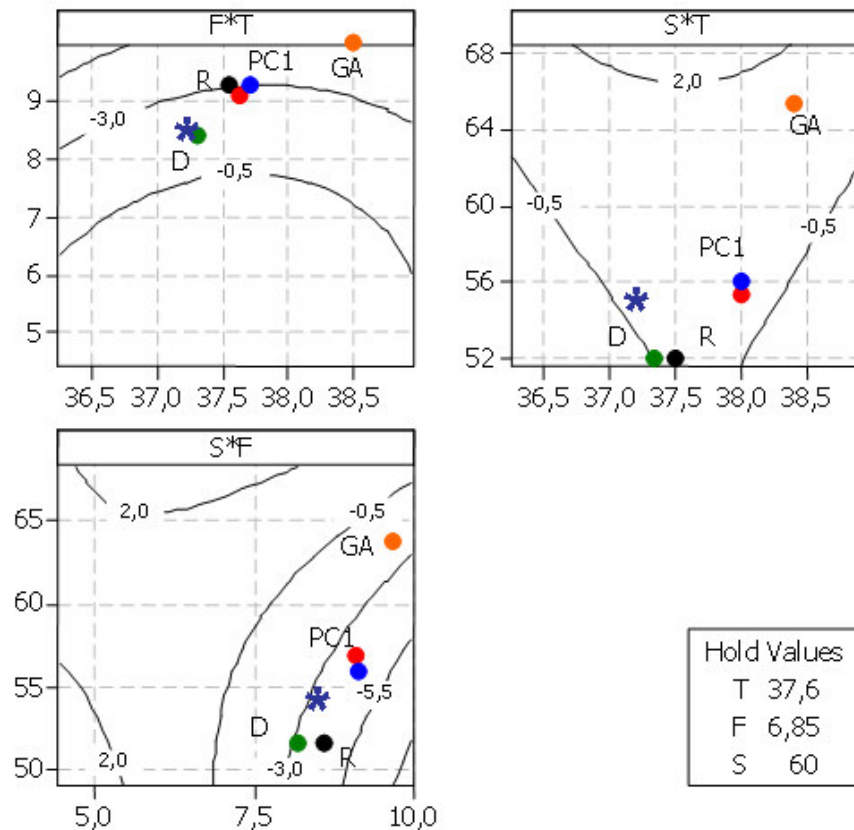 F*T
R
PC1
GA
-3,0
D
-0,5
9
8
7
6
5
36,5 37,0 37,5 38,0 38,5
S*T
2,0
GA
-0,5
-0,5
PC1
D
R
68
64
60
56
52
36,5 37,0 37,5 38,0 38,5
S*F
2,0
-0,5
GA
PC1
-5,5
D
R
-3,0
2,0
65
60
55
50
5,0 7,5 10,0
Hold Values
T 37,6
F 6,85
S 60